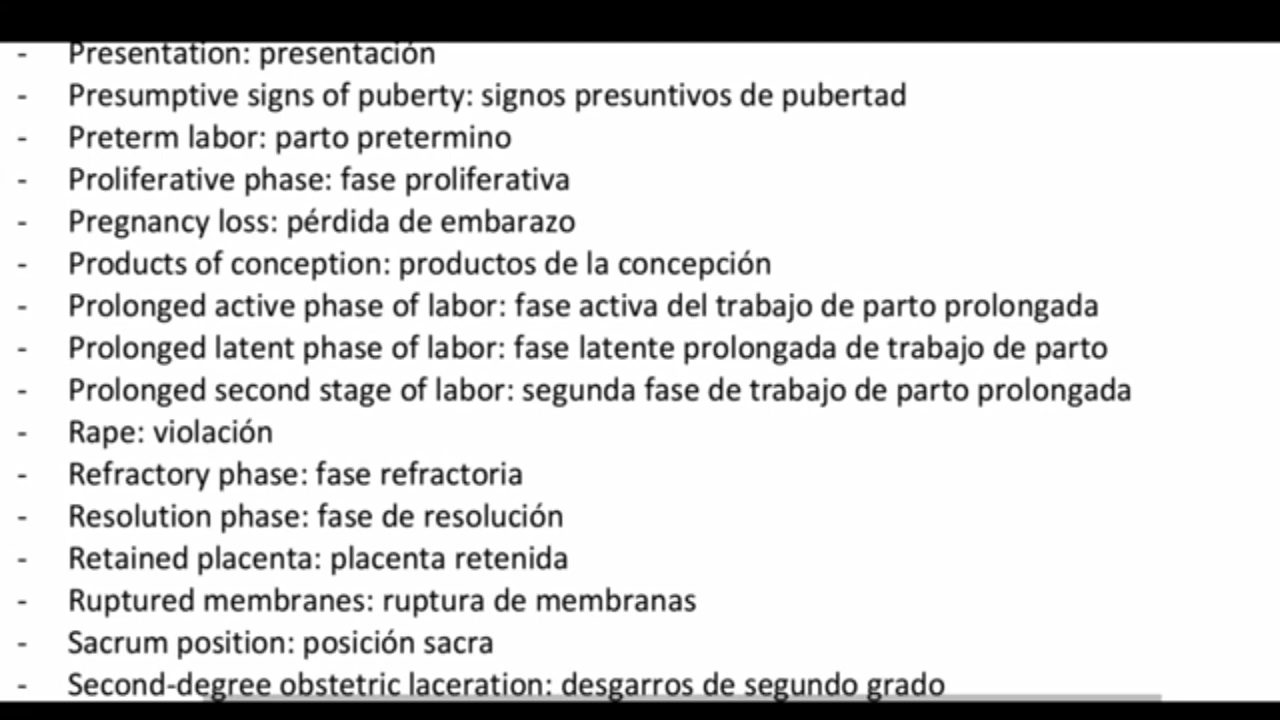 - Presentation: presentación
- Presumptive signs of puberty: signos presuntivos de pubertad
- Preterm labor: parto pretermino
- Proliferative phase: fase proliferativa
- Pregnancy loss: pérdida de embarazo
- Products of conception: productos de la concepción
- Prolonged active phase of labor: fase activa del trabajo de parto prolongada
- Prolonged latent phase of labor: fase latente prolongada de trabajo de parto
- Prolonged second stage of labor: segunda fase de trabajo de parto prolongada
- Rape: violación
- Refractory phase: fase refractoria
- Resolution phase: fase de resolución
- Retained placenta: placenta retenida
- Ruptured membranes: ruptura de membranas
- Sacrum position: posición sacra
- Second-degree obstetric laceration: desgarros de segundo grado